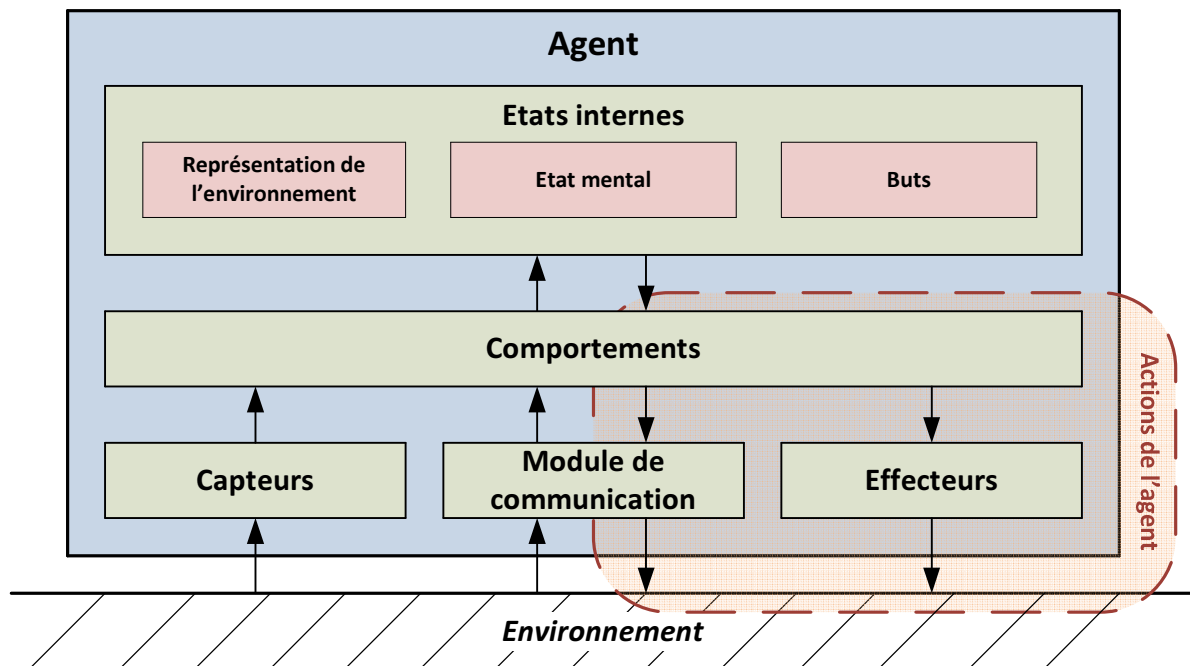 Agent
Etats internes
Représentation de
l’environnement
Etat mental
Buts
Comportements
Capteurs
Module de
communication
Effecteurs
Actions de l’agent
Environnement